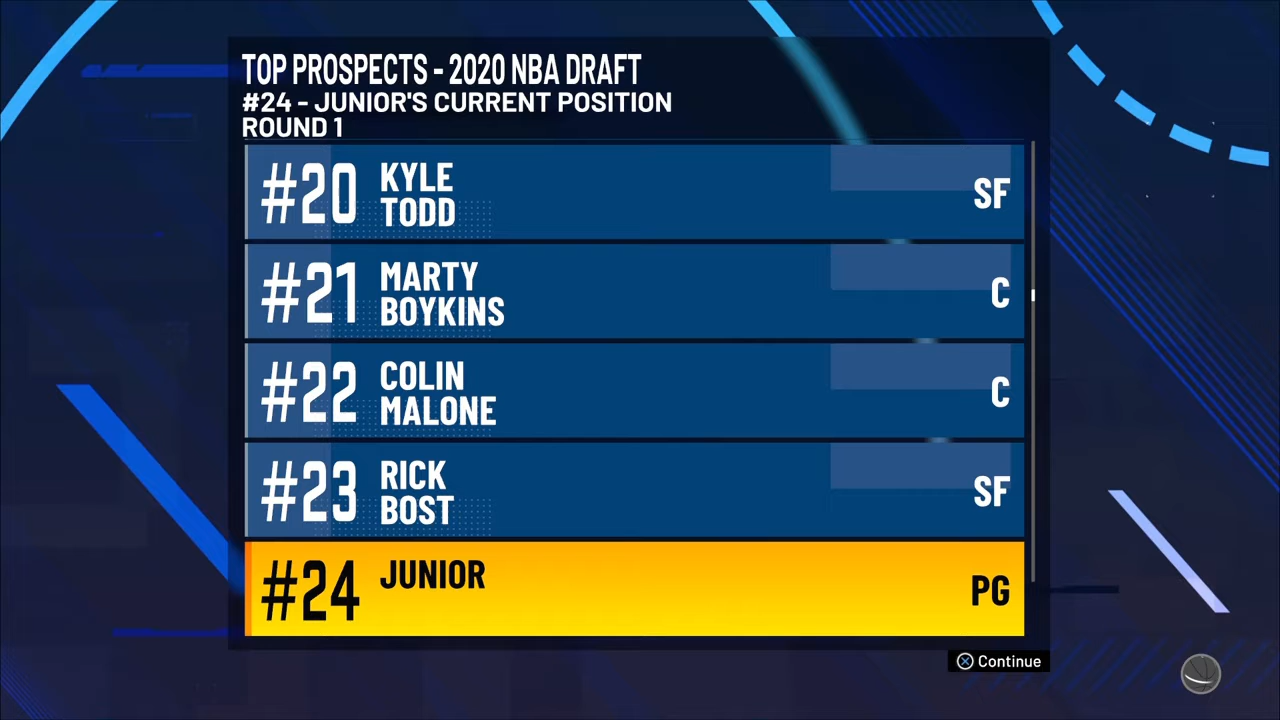 TOP PROSPECTS - 2020 NBA DRAFT
#24 - JUNIOR'S CURRENT POSITION
ROUND 1
#20 KYLE TODD SF
#21 MARTY BOYKINS C
#22 COLIN MALONE C
#23 RICK BOST SF
#24 JUNIOR PG
Continue